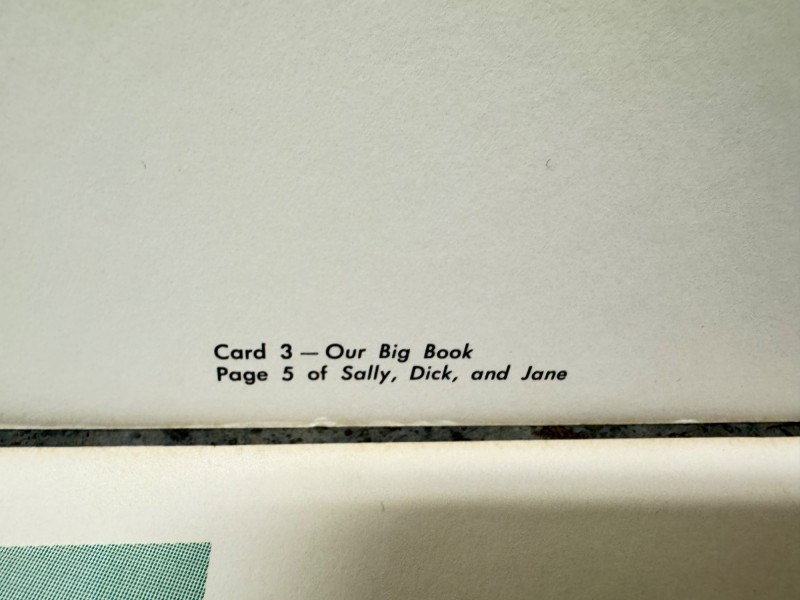 Card 3 — Our Big Book
Page 5 of Sally, Dick, and Jane